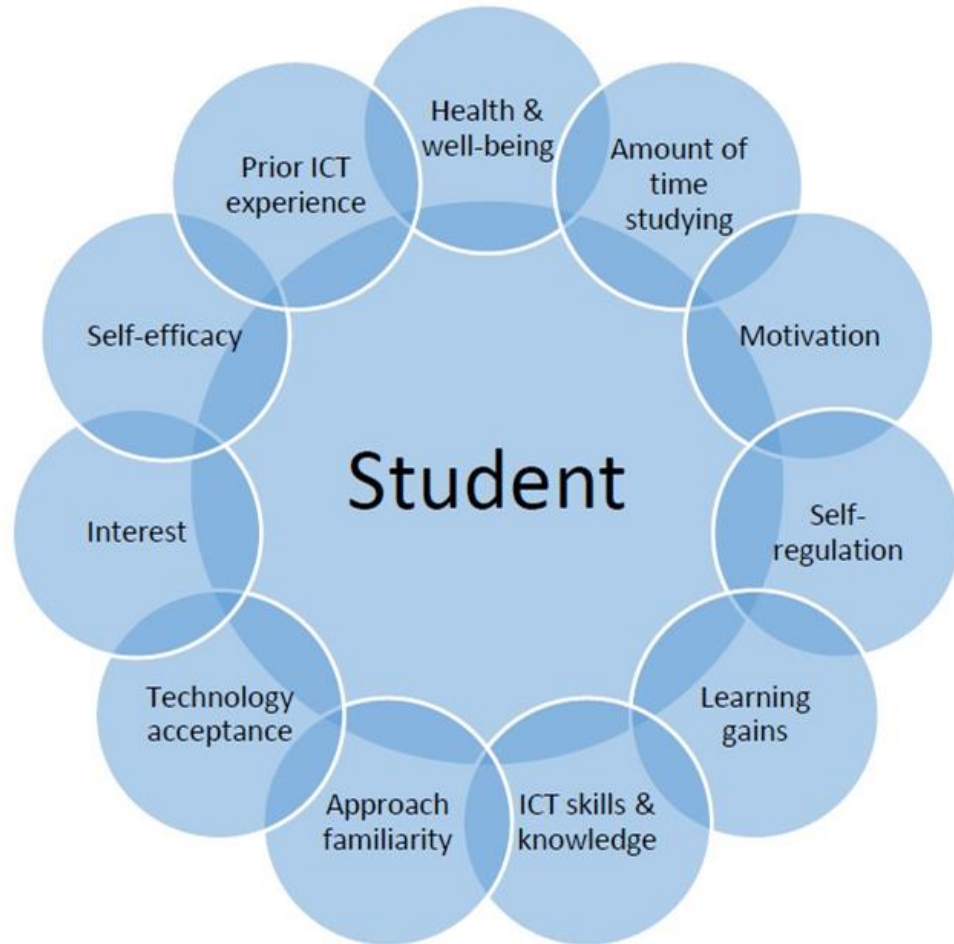 Health &
well-being
Amount of
time
studying
Motivation
Self-
regulation
Learning
gains
ICT skills &
knowledge
Approach
familiarity
Technology
acceptance
Interest
Self-efficacy
Prior ICT
experience
Student